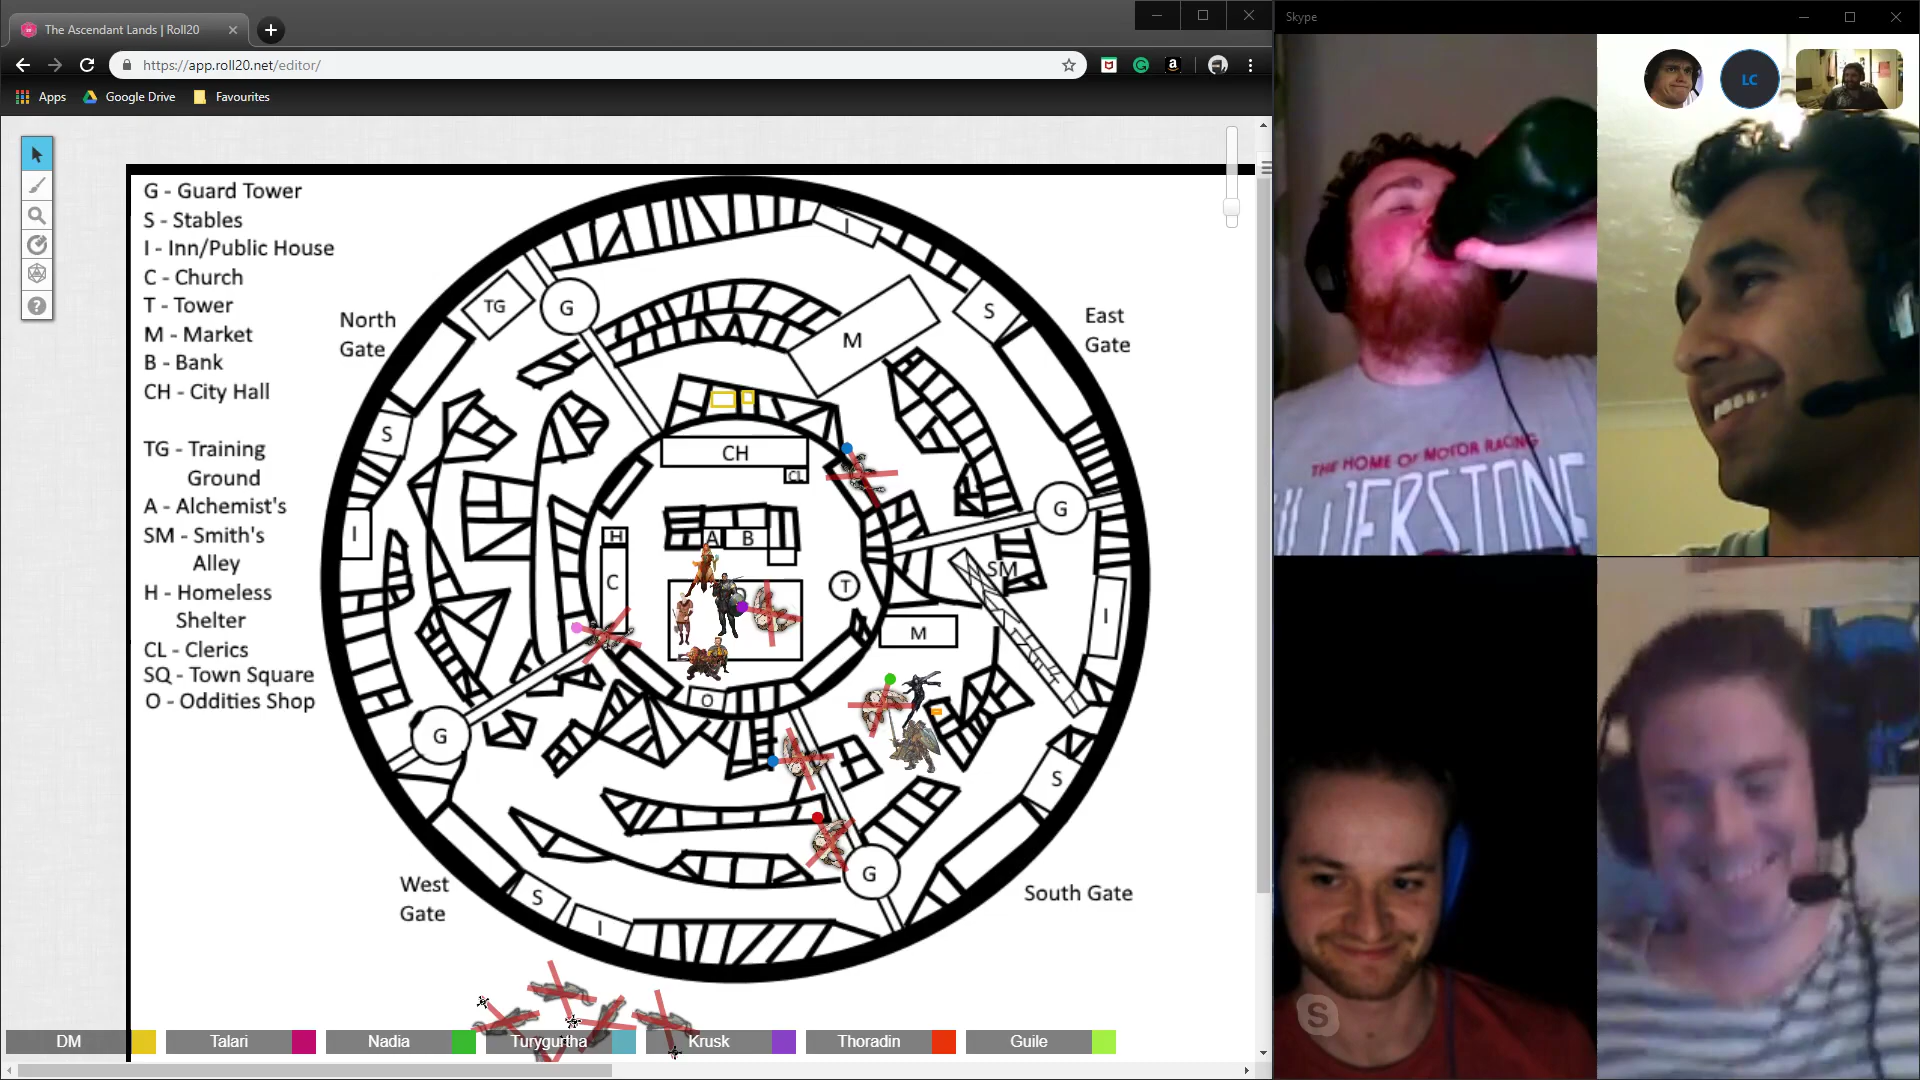 The Ascendant Lands | Roll20
Skype
https://app.roll20.net/editor/
Apps
Google Drive
Favourites
LC
G - Guard Tower
S - Stables
I - Inn/Public House
C - Church
T - Tower
M - Market
B - Bank
CH - City Hall
TG - Training
Ground
A - Alchemist's
SM - Smith's
Alley
H - Homeless
Shelter
CL - Clerics
SQ - Town Square
O - Oddities Shop
North
Gate
East
Gate
West
Gate
South Gate
I
TG
G
S
M
S
CH
CL
G
I
H
A
B
C
T
SM
I
M
O
G
S
G
S
I
THE HOME OF MOTOR RACING
DM
Talari
Nadia
Turygurtha
Krusk
Thoradin
Guile